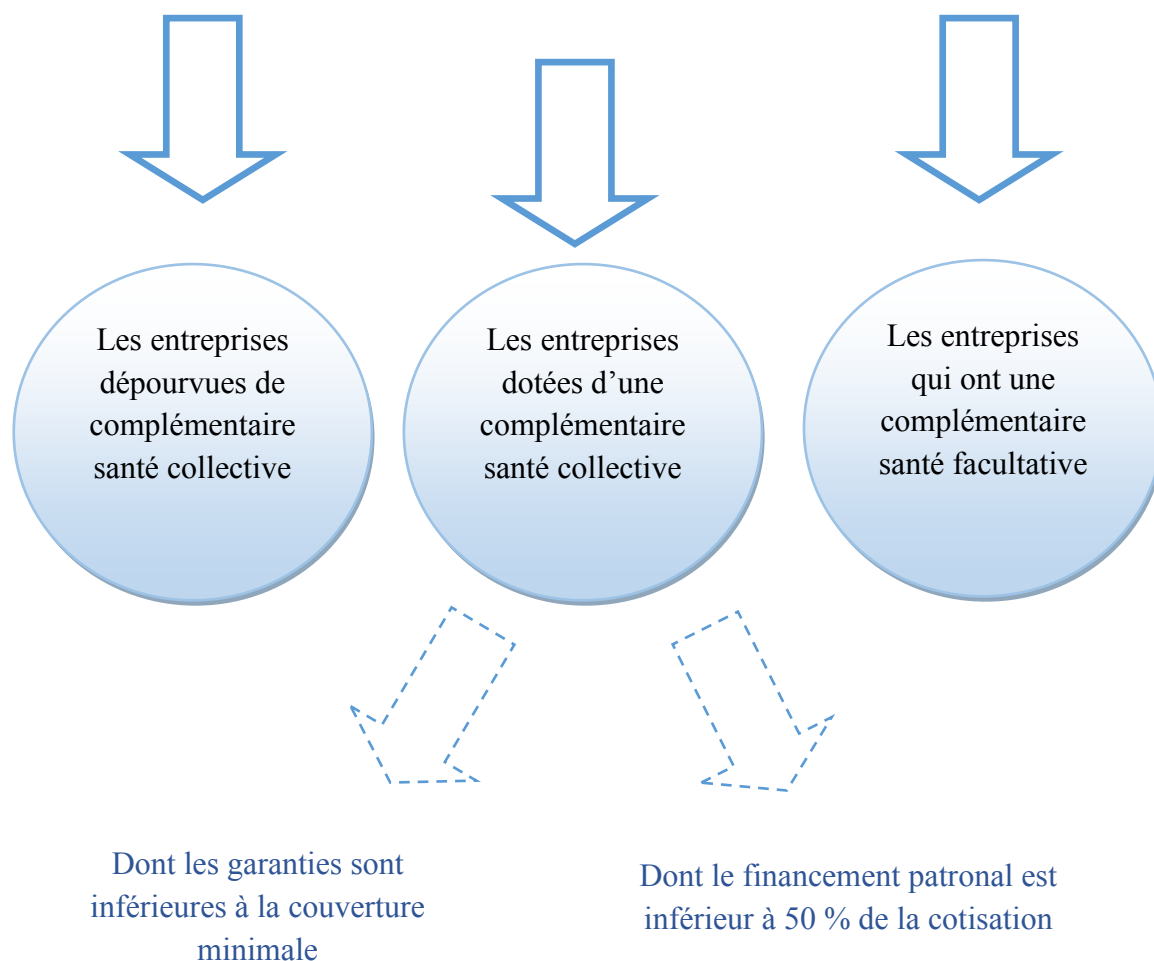 Les entreprises
dépourvues de
complémentaire
santé collective
Les entreprises
dotées d’une
complémentaire
santé collective
Les entreprises
qui ont une
complémentaire
santé facultative
Dont les garanties sont
inférieures à la couverture
minimale
Dont le financement patronal est
inférieur à 50 % de la cotisation